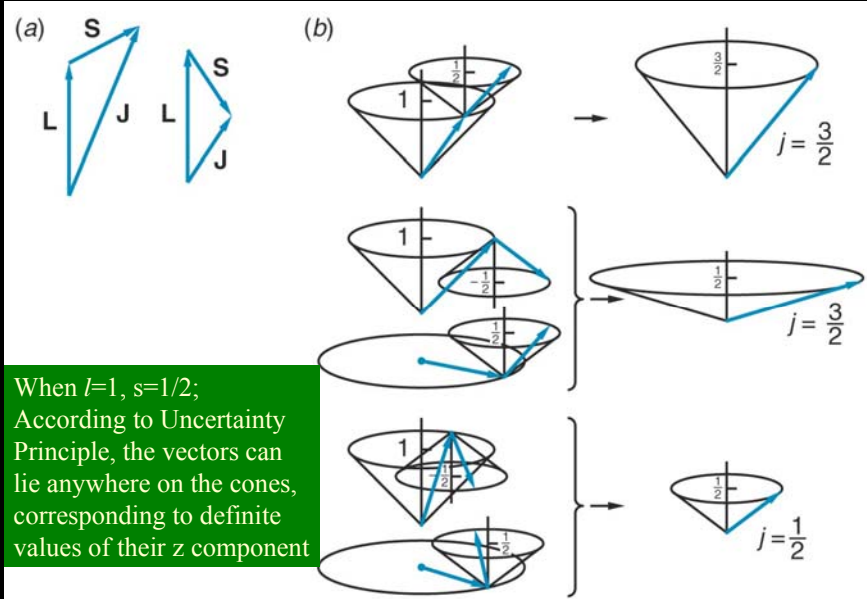 (a)
S
L
J
S
L
J
(b)
1/2
1
3/2
j = 3/2
1
-1/2
1/2
1/2
j = 3/2
1
-1/2
1/2
1/2
j = 1/2
When l=1, s=1/2;
According to Uncertainty
Principle, the vectors can
lie anywhere on the cones,
corresponding to definite
values of their z component